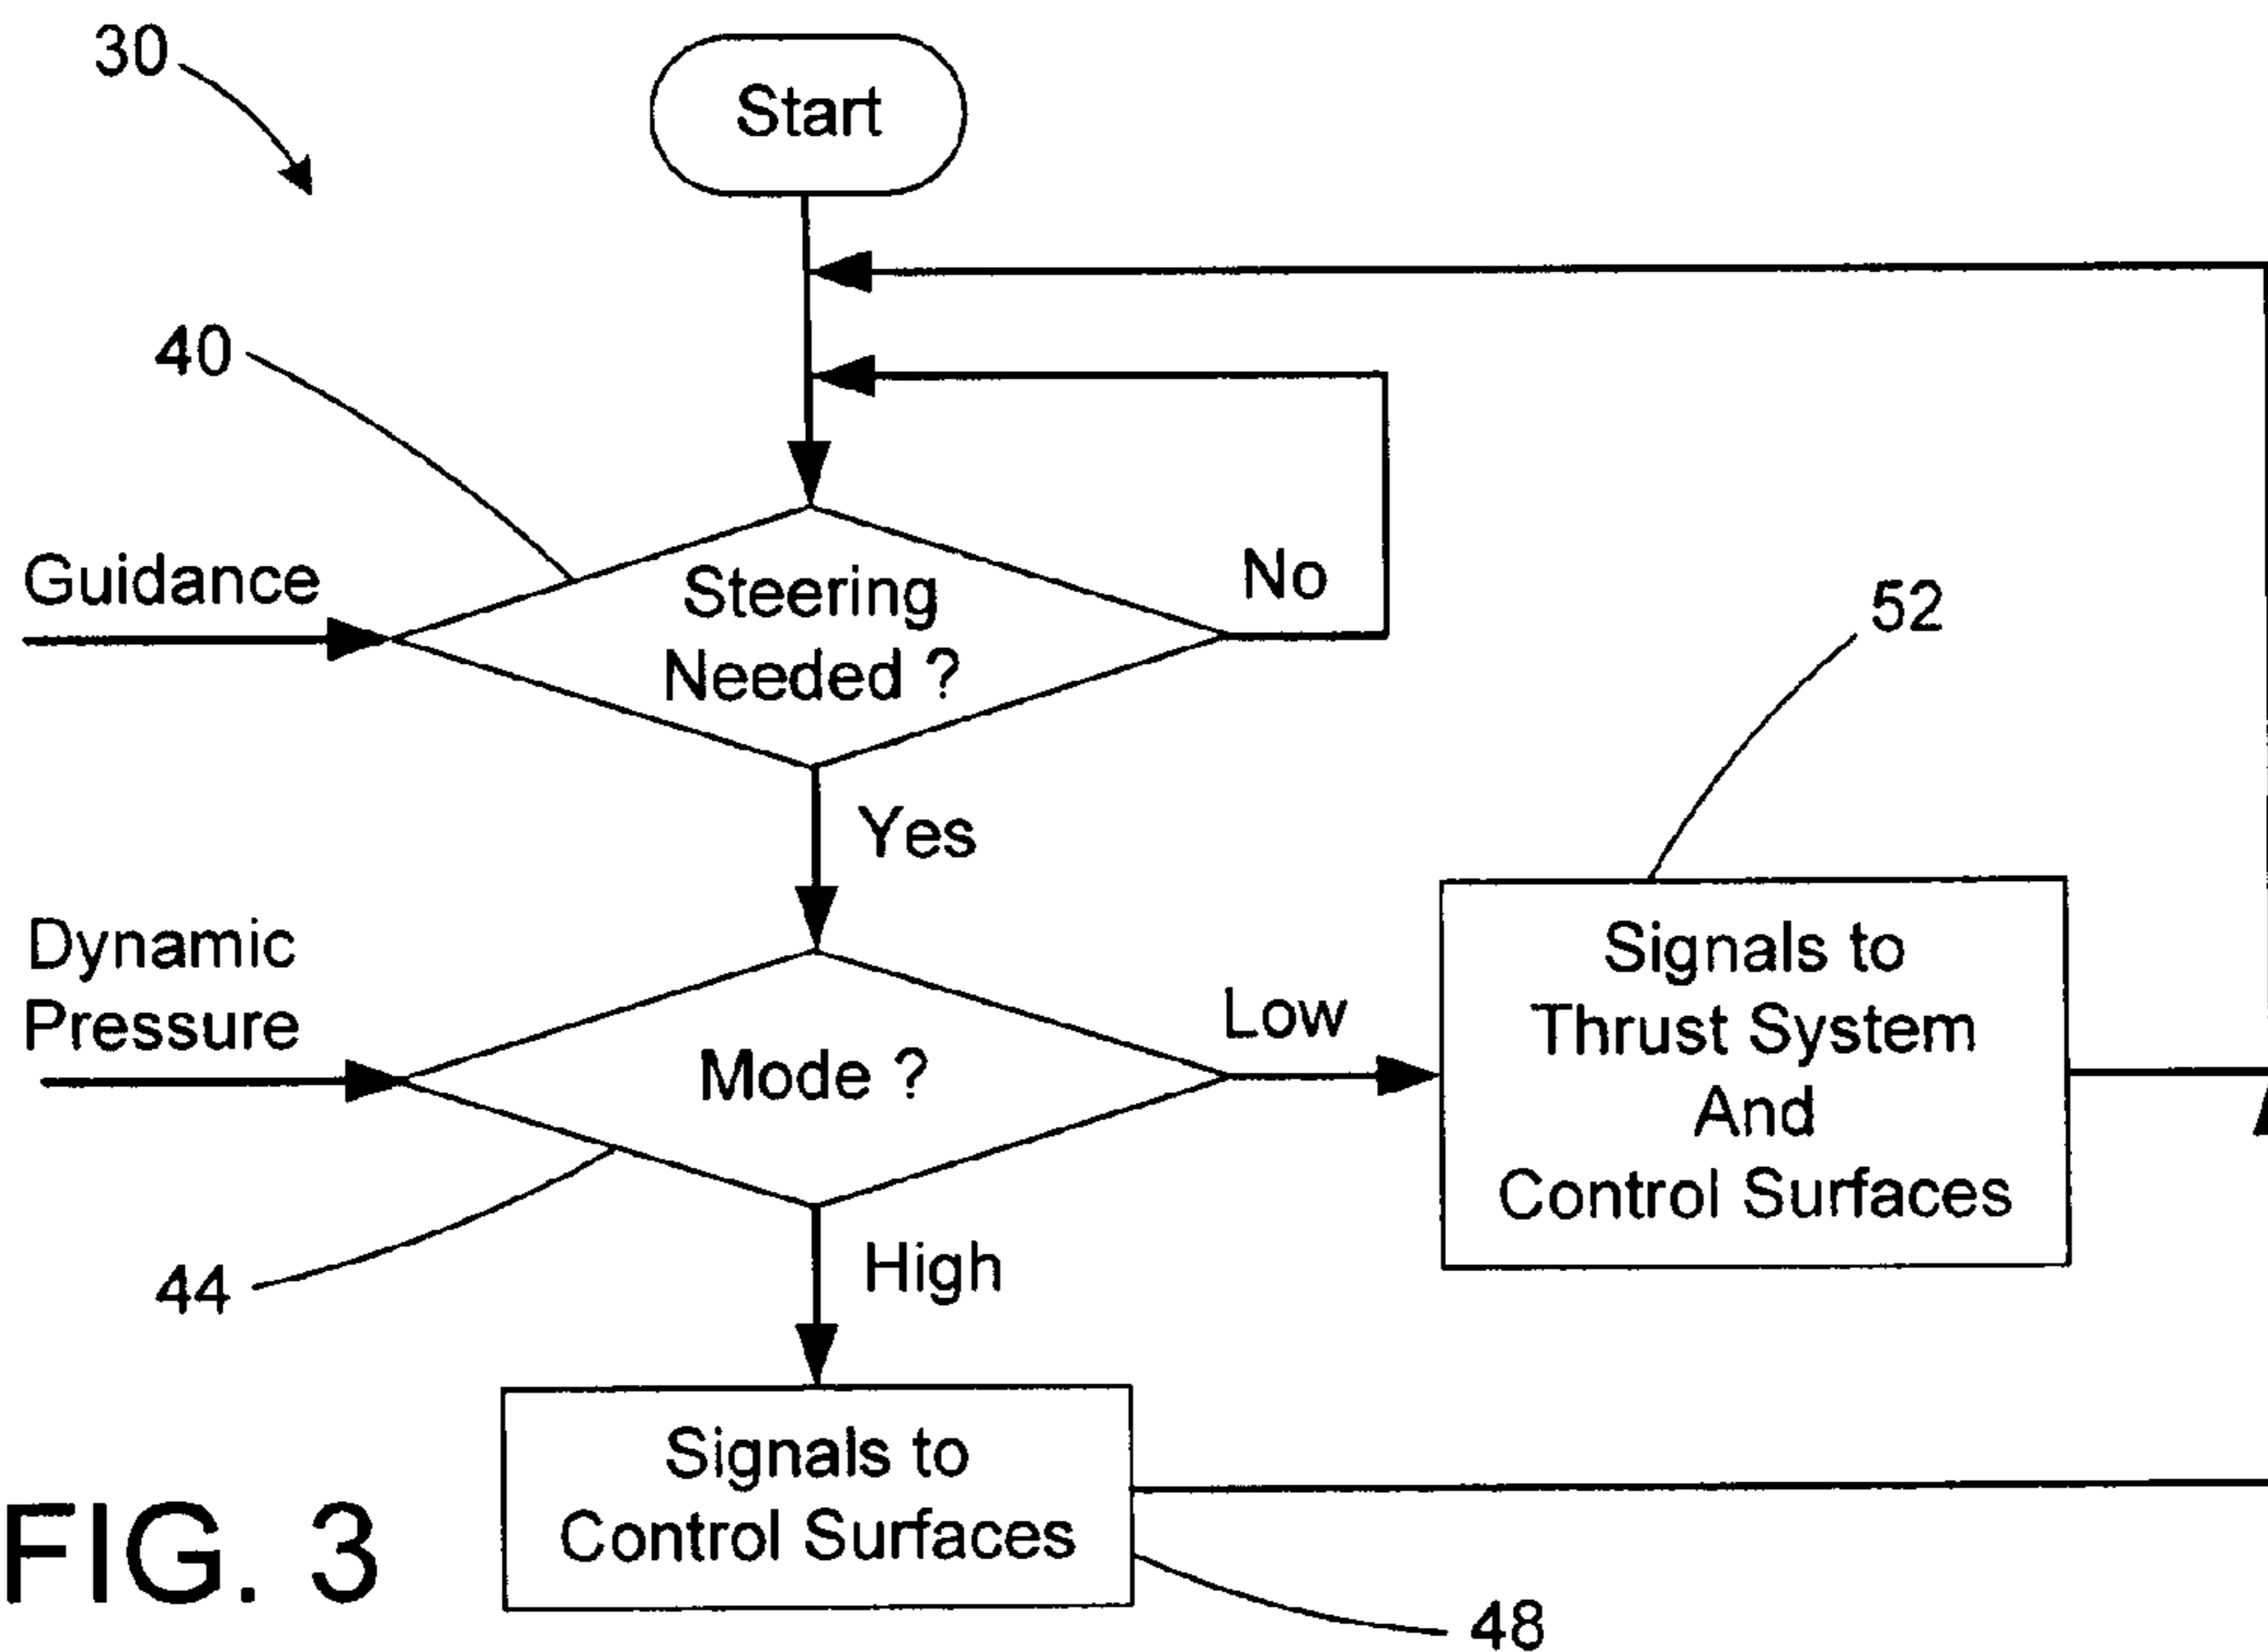 30
Start
40
Guidance
Steering
Needed ?
No
52
Yes
Dynamic
Pressure
Mode ?
Low
Signals to
Thrust System
And
Control Surfaces
44
High
Signals to
Control Surfaces
FIG. 3
48